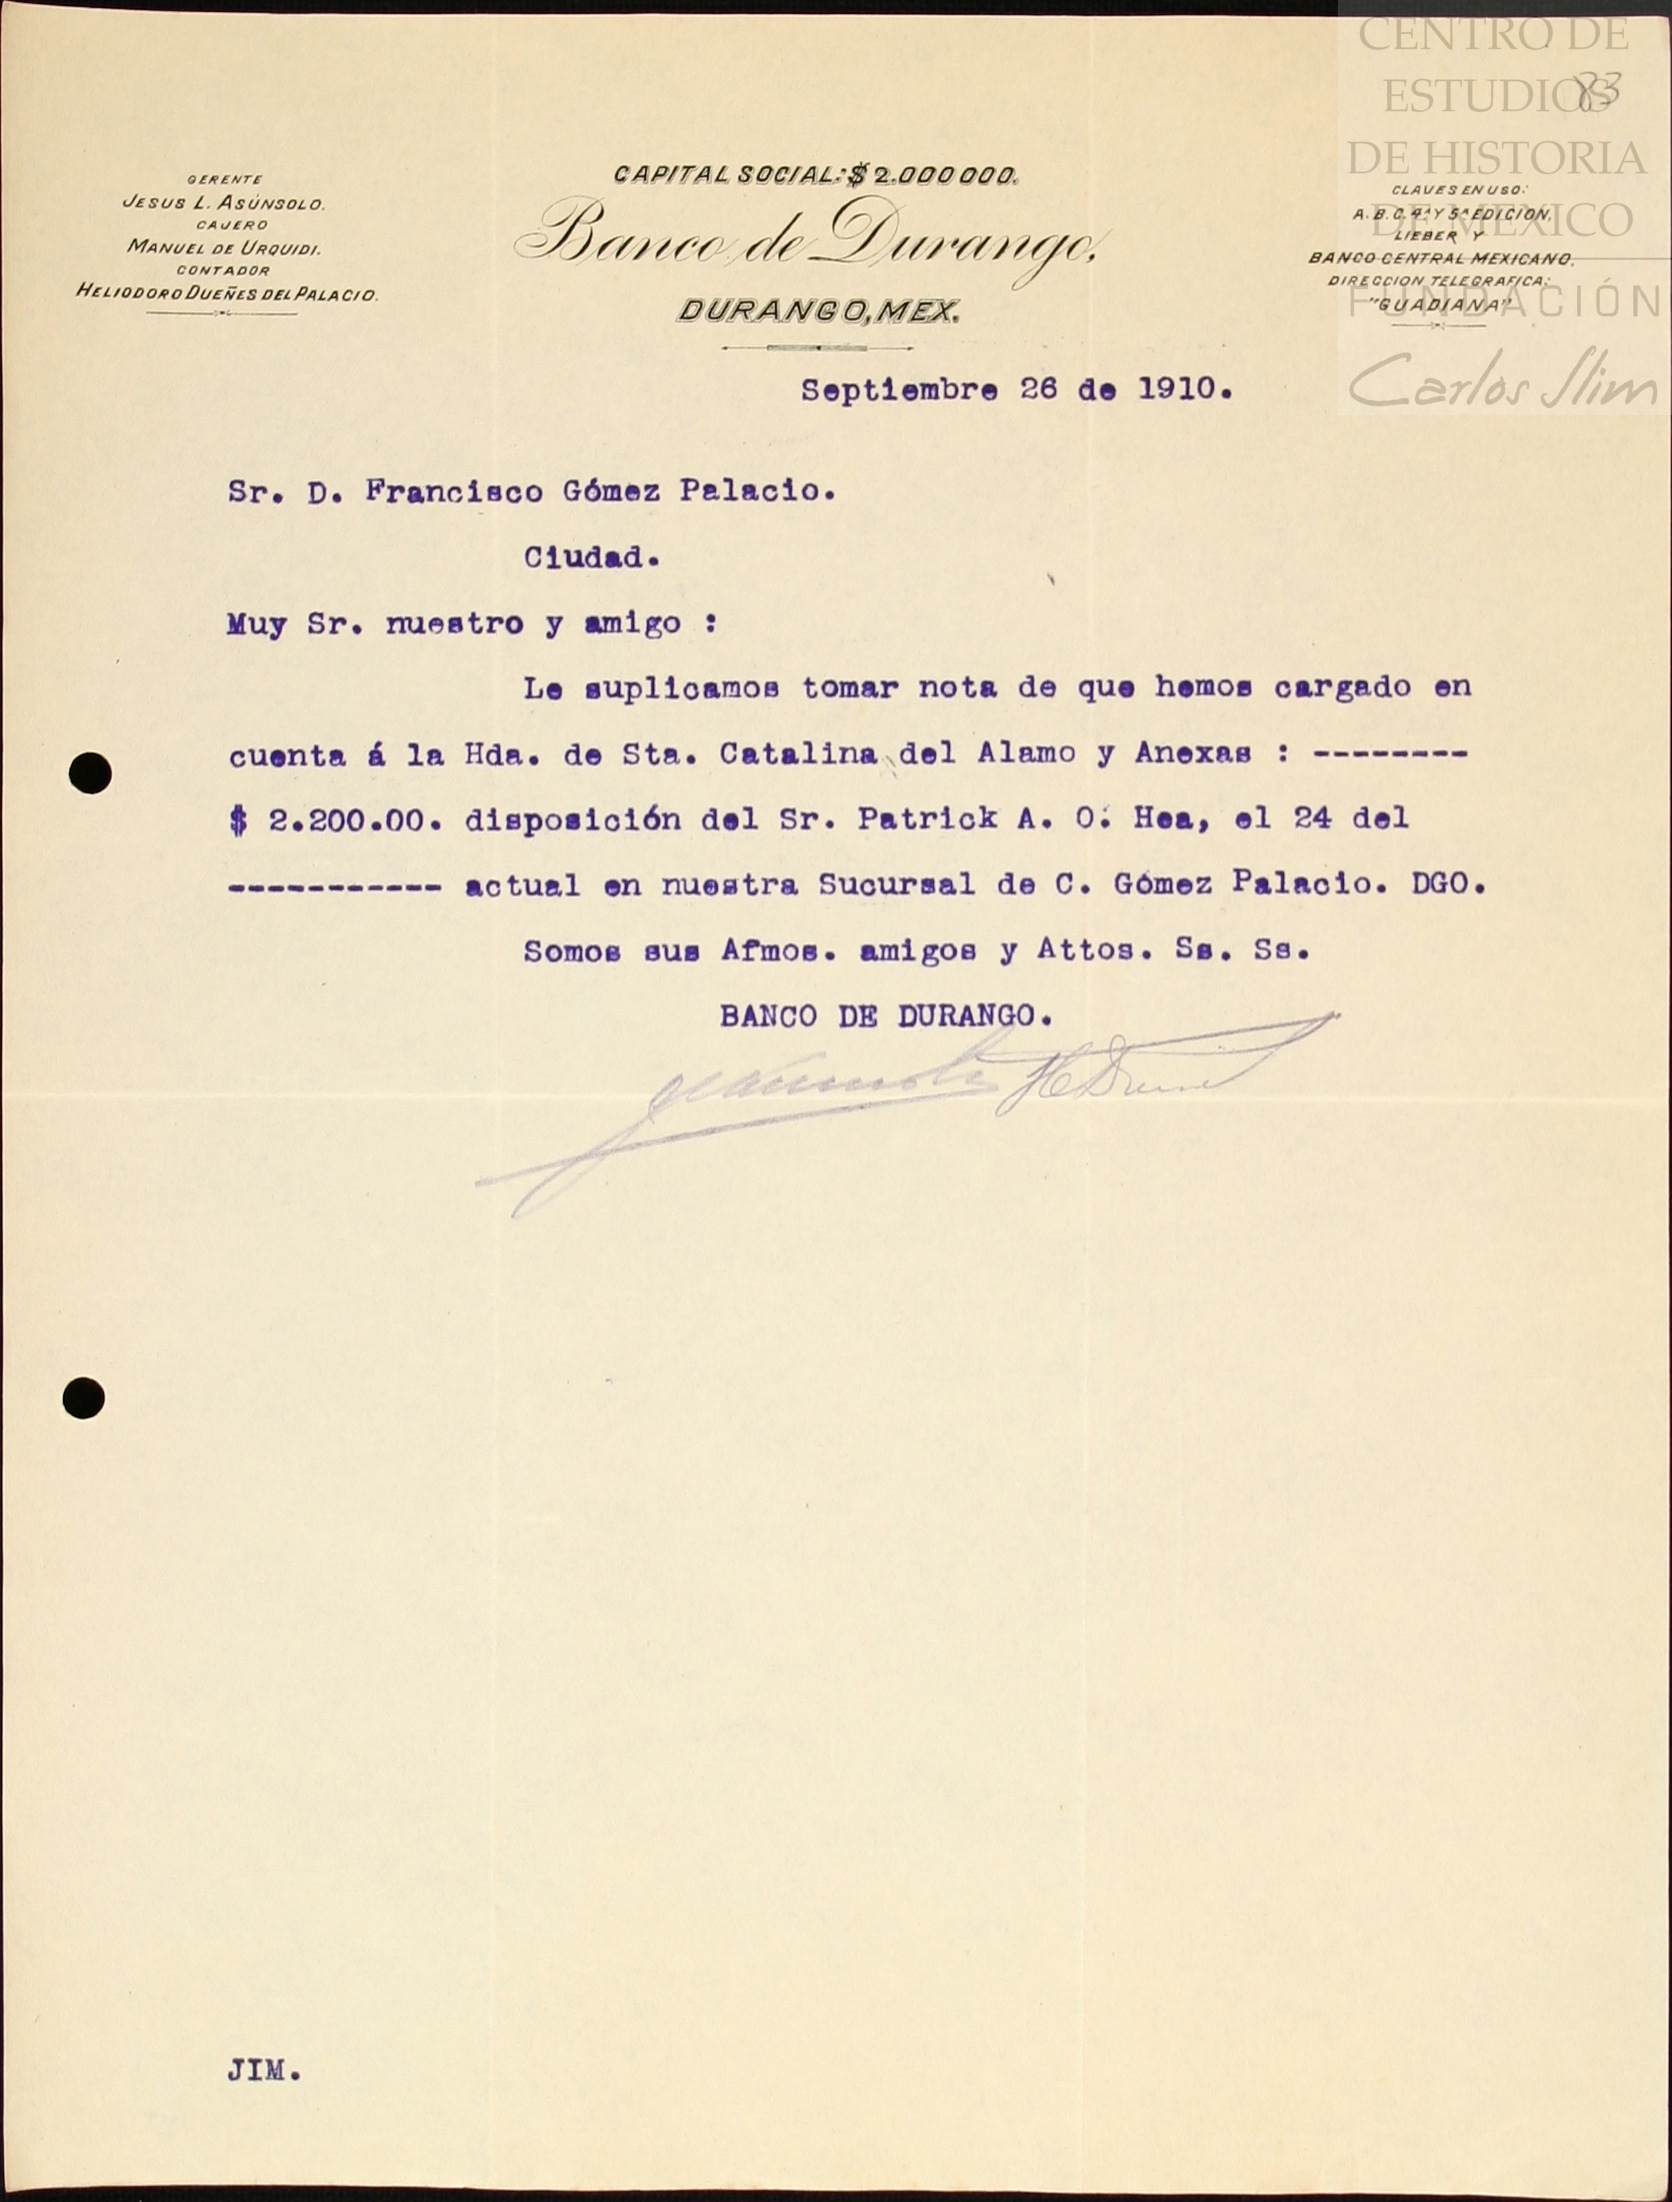 CENTRO DE
ESTUDIOS
DE HISTORIA
DE MEXICO
FUNDACIÓN
Carlos Slim
83
GERENTE
JESUS L. ASÚNSOLO.
CAJERO
MANUEL DE URQUIDI.
CONTADOR
HELIODORO DUEÑES DEL PALACIO.
CAPITAL SOCIAL: $ 2.000000.
Banco de Durango.
DURANGO, MEX.
CLAVES EN USO:
A. B. C. 4ª Y 5ª EDICION,
LIEBER Y
BANCO CENTRAL MEXICANO.
DIRECCION TELEGRAFICA:
"GUADIANA"
Septiembre 26 de 1910.
Sr. D. Francisco Gómez Palacio.
Ciudad.
Muy Sr. nuestro y amigo :
Le suplicamos tomar nota de que hemos cargado en
cuenta á la Hda. de Sta. Catalina del Alamo y Anexas : --------
$ 2.200.00. disposición del Sr. Patrick A. O. Hea, el 24 del
----------- actual en nuestra Sucursal de C. Gómez Palacio. DGO.
Somos sus Afmos. amigos y Attos. Ss. Ss.
BANCO DE DURANGO.
JIM.